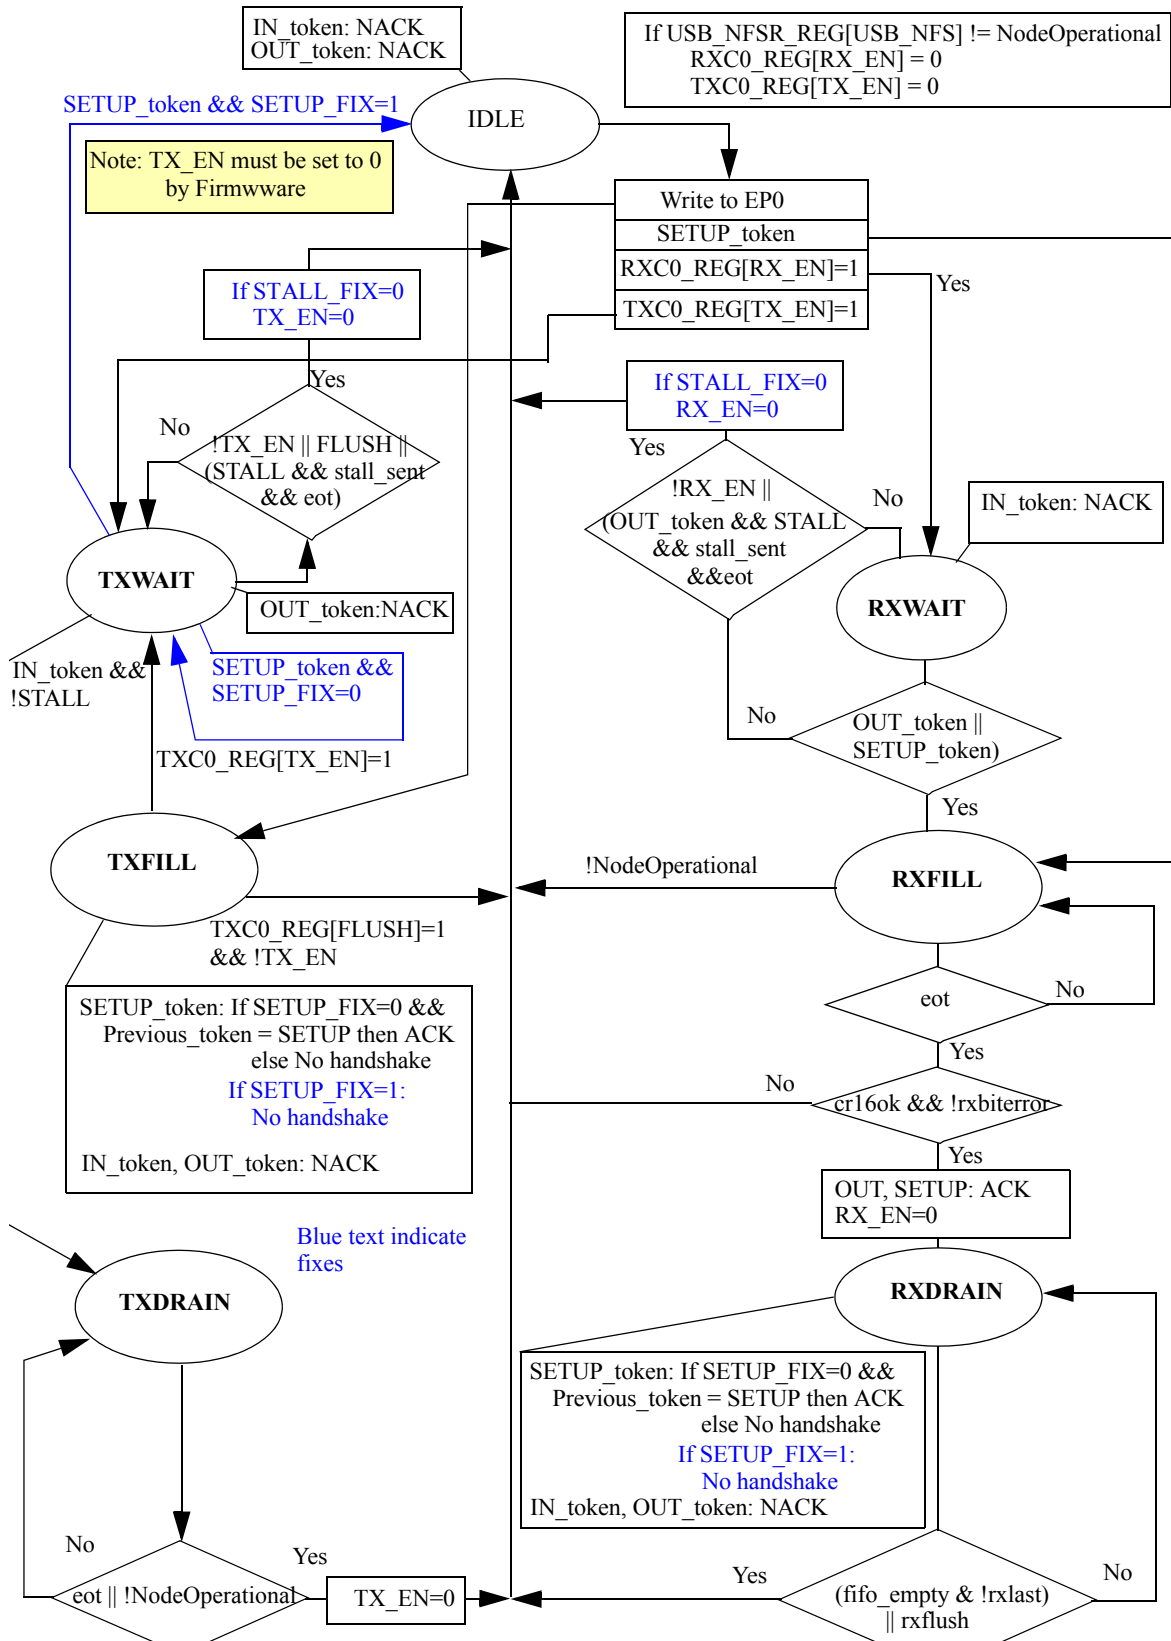 IN_token: NACK
OUT_token: NACK
If USB_NFSR_REG[USB_NFS] != NodeOperational
RXC0_REG[RX_EN] = 0
TXC0_REG[TX_EN] = 0
SETUP_token && SETUP_FIX=1
IDLE
Note: TX_EN must be set to 0
by Firmwware
Write to EP0
SETUP_token
RXC0_REG[RX_EN]=1
TXC0_REG[TX_EN]=1
Yes
If STALL_FIX=0
TX_EN=0
Yes
No
!TX_EN || FLUSH ||
(STALL && stall_sent
&& eot)
If STALL_FIX=0
RX_EN=0
Yes
No
!RX_EN ||
(OUT_token && STALL
&& stall_sent
&&eot
IN_token: NACK
TXWAIT
OUT_token:NACK
RXWAIT
IN_token &&
!STALL
SETUP_token &&
SETUP_FIX=0
TXC0_REG[TX_EN]=1
No
OUT_token ||
SETUP_token)
Yes
TXFILL
!NodeOperational
RXFILL
TXC0_REG[FLUSH]=1
&& !TX_EN
eot
No
Yes
SETUP_token: If SETUP_FIX=0 &&
Previous_token = SETUP then ACK
else No handshake
If SETUP_FIX=1:
No handshake
IN_token, OUT_token: NACK
No
cr16ok && !rxbiterror
Yes
OUT, SETUP: ACK
RX_EN=0
Blue text indicate
fixes
TXDRAIN
RXDRAIN
SETUP_token: If SETUP_FIX=0 &&
Previous_token = SETUP then ACK
else No handshake
If SETUP_FIX=1:
No handshake
IN_token, OUT_token: NACK
No
eot || !NodeOperational
Yes
TX_EN=0
Yes
(fifo_empty & !rxlast)
|| rxflush
No